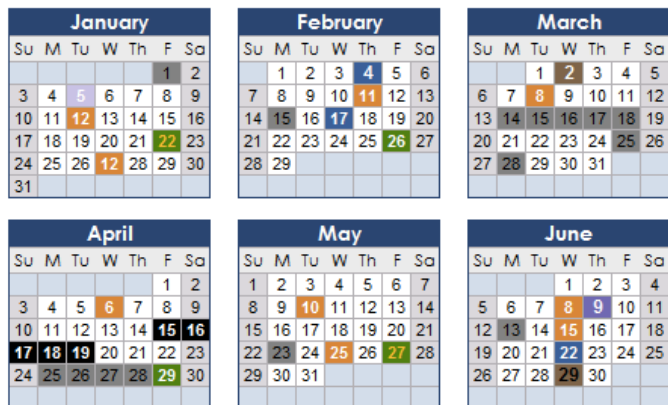 January
Su M Tu W Th F Sa
1 2
3 4 5 6 7 8 9
10 11 12 13 14 15 16
17 18 19 20 21 22 23
24 25 26 12 28 29 30
31
February
Su M Tu W Th F Sa
1 2 3 4 5 6
7 8 9 10 11 12 13
14 15 16 17 18 19 20
21 22 23 24 25 26 27
28 29
March
Su M Tu W Th F Sa
1 2 3 4 5
6 7 8 9 10 11 12
13 14 15 16 17 18 19
20 21 22 23 24 25 26
27 28 29 30 31
April
Su M Tu W Th F Sa
1 2
3 4 5 6 7 8 9
10 11 12 13 14 15 16
17 18 19 20 21 22 23
24 25 26 27 28 29 30
May
Su M Tu W Th F Sa
1 2 3 4 5 6 7
8 9 10 11 12 13 14
15 16 17 18 19 20 21
22 23 24 25 26 27 28
29 30 31
June
Su M Tu W Th F Sa
1 2 3 4
5 6 7 8 9 10 11
12 13 14 15 16 17 18
19 20 21 22 23 24 25
26 27 28 29 30